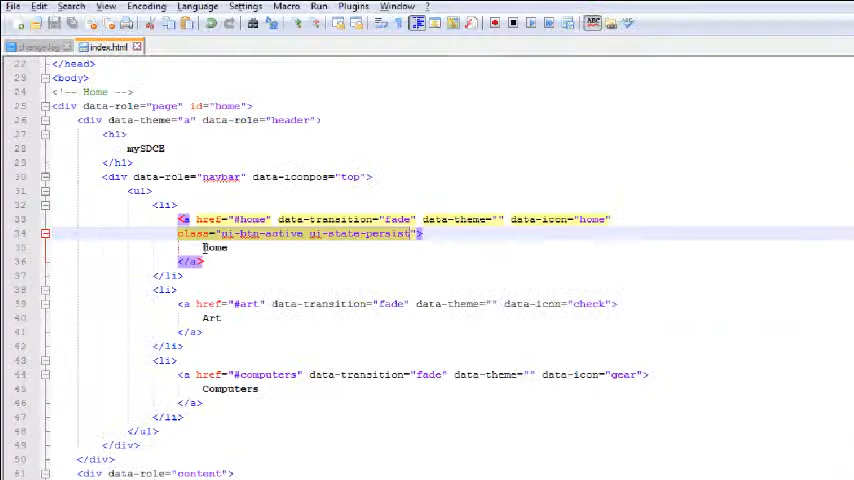 File Edit Search View Encoding Language Settings Macro Run Plugins Window ?
change.log index.html
22 </head>
23 <body>
24 <!-- Home -->
25 <div data-role="page" id="home">
26 <div data-theme="a" data-role="header">
27 <h1>
28 mySDCE
29 </h1>
30 <div data-role="navbar" data-iconpos="top">
31 <ul>
32 <li>
33 <a href="#home" data-transition="fade" data-theme="" data-icon="home"
34 class="ui-btn-active ui-state-persist">
35 Home
36 </a>
37 </li>
38 <li>
39 <a href="#art" data-transition="fade" data-theme="" data-icon="check">
40 Art
41 </a>
42 </li>
43 <li>
44 <a href="#computers" data-transition="fade" data-theme="" data-icon="gear">
45 Computers
46 </a>
47 </li>
48 </ul>
49 </div>
50 </div>
51 <div data-role="content">